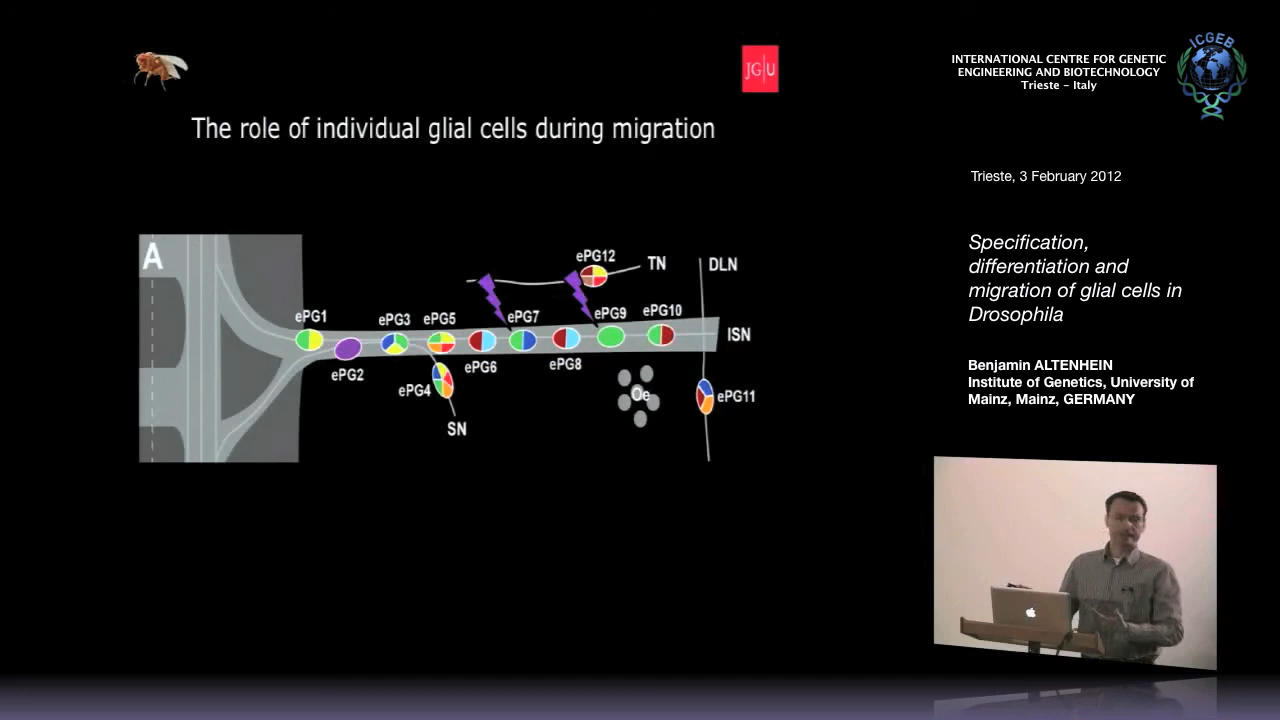 JG|U
The role of individual glial cells during migration
A
ePG1
ePG2
ePG3
ePG4
ePG5
SN
ePG6
ePG7
ePG8
ePG9
ePG10
ePG12
TN
DLN
ISN
Oe
ePG11
INTERNATIONAL CENTRE FOR GENETIC
ENGINEERING AND BIOTECHNOLOGY
Trieste - Italy
ICGEB
Trieste, 3 February 2012
Specification,
differentiation and
migration of glial cells in
Drosophila
Benjamin ALTENHEIN
Institute of Genetics, University of
Mainz, Mainz, GERMANY